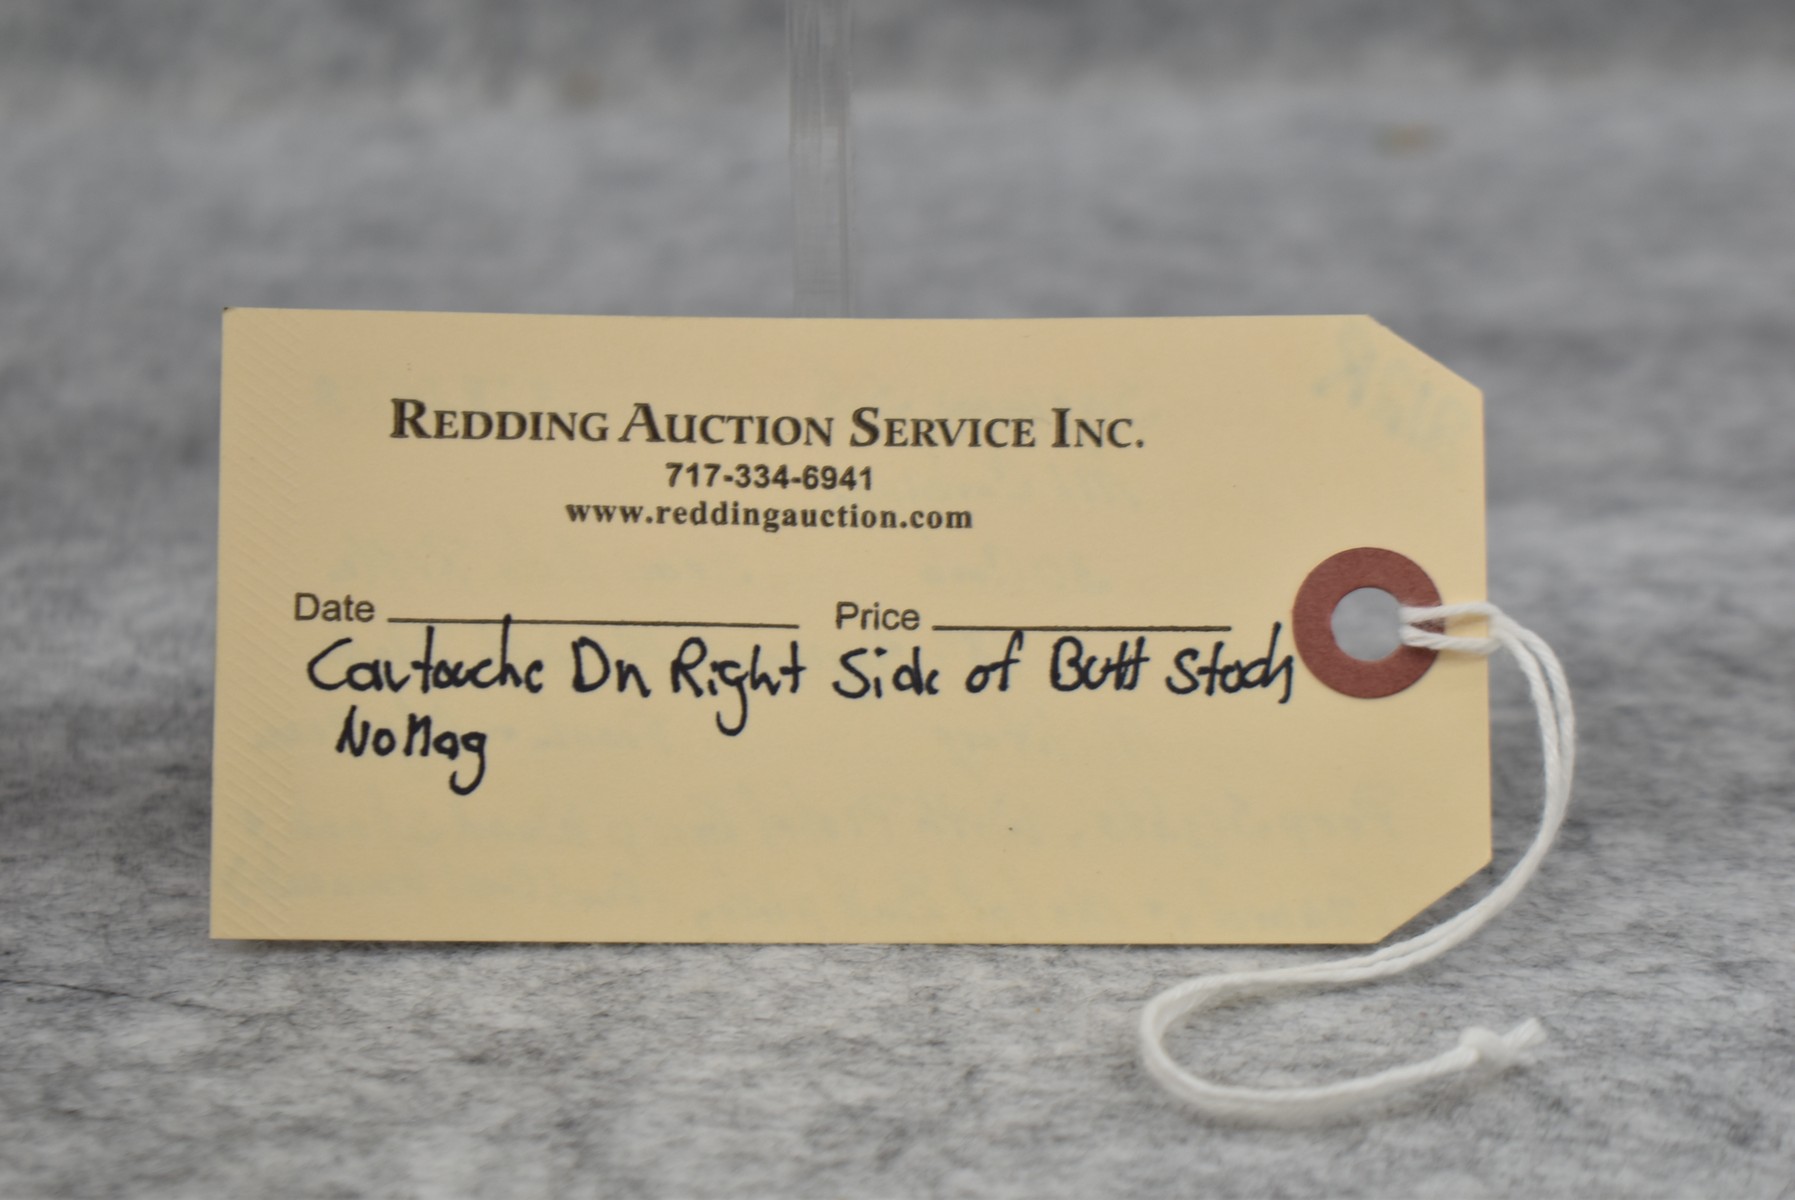 REDDING AUCTION SERVICE INC.
717-334-6941
www.reddingauction.com
Date Price
Cartouche On Right Side of Butt Stock
No Mag